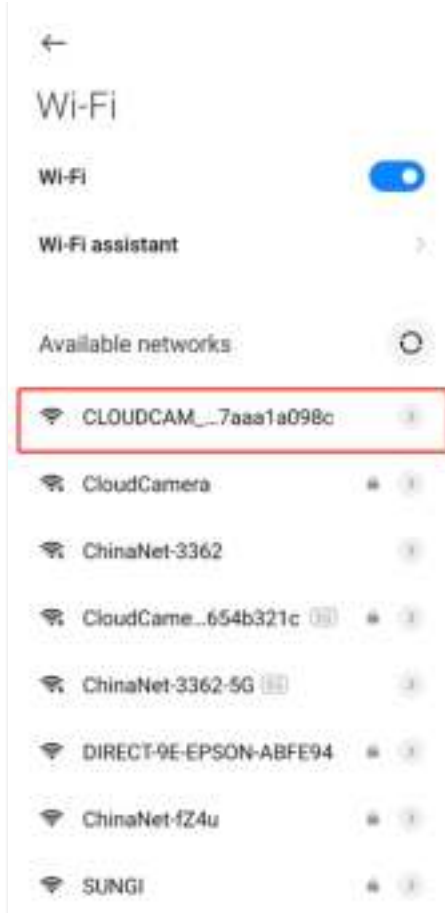 Wi-Fi
Wi-Fi
Wi-Fi assistant
Available networks
CLOUDCAM_...7aaa1a098c
CloudCamera
ChinaNet-3362
CloudCame...654b321c
ChinaNet-3362-5G
DIRECT-9E-EPSON-ABFE94
ChinaNet-fZ4u
SUNGI